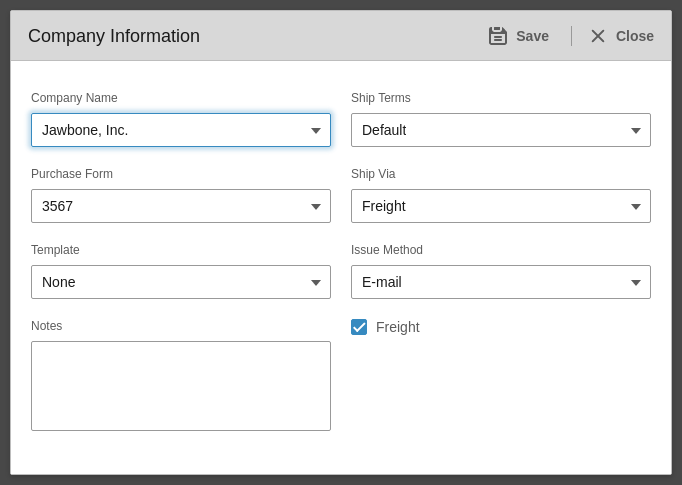 Company Information
Save
Close
Company Name
Ship Terms
Jawbone, Inc.
Default
Purchase Form
Ship Via
3567
Freight
Template
Issue Method
None
E-mail
Notes
Freight